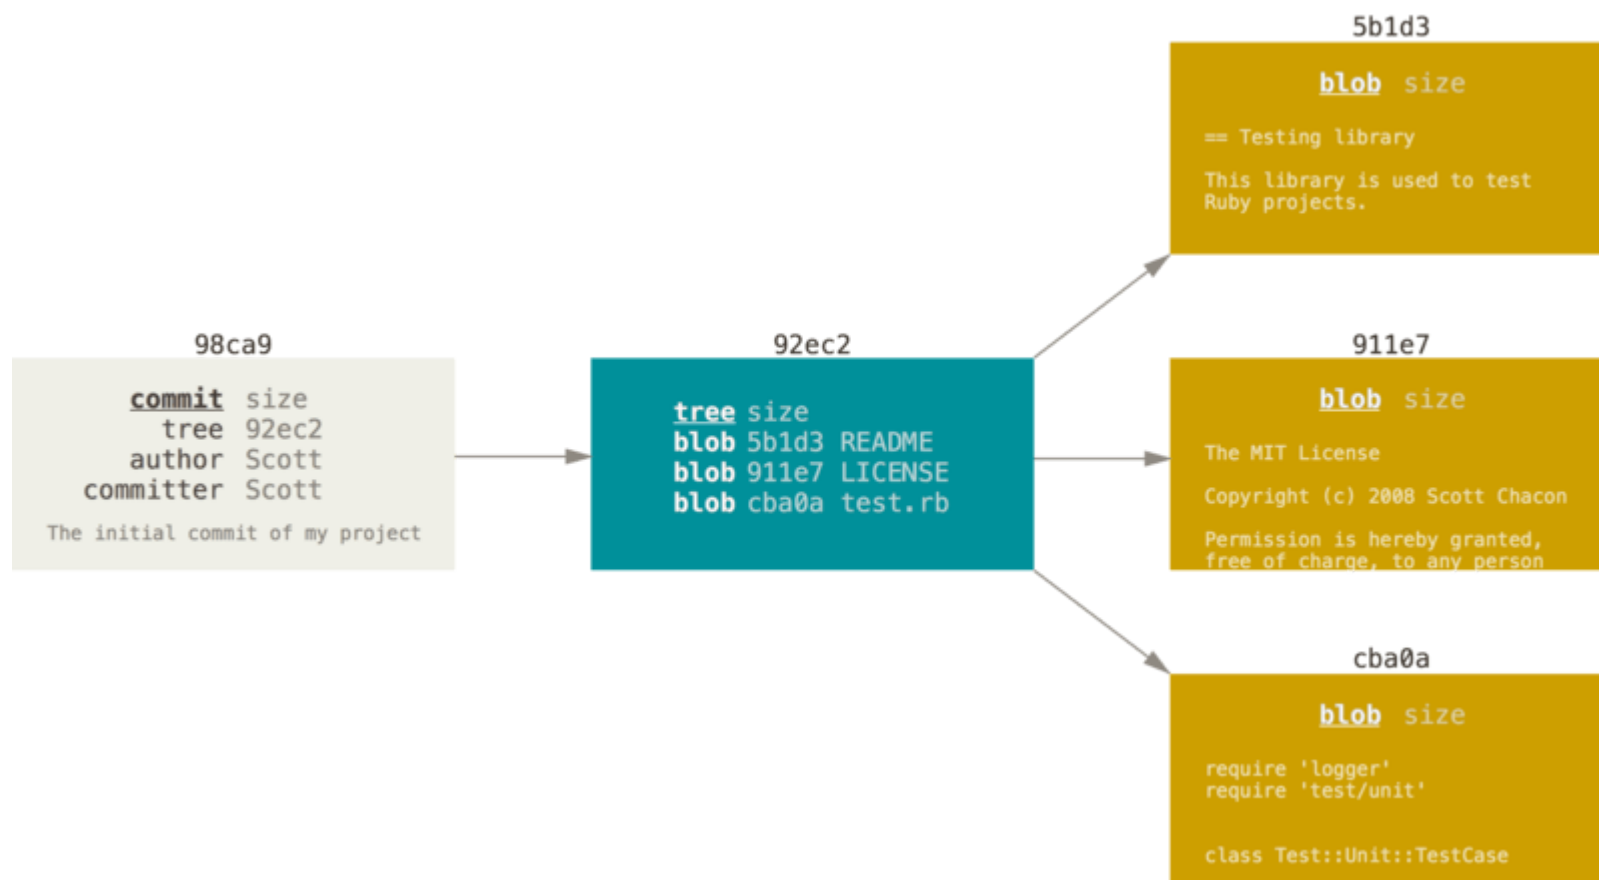 98ca9
commit size
tree 92ec2
author Scott
committer Scott
The initial commit of my project
92ec2
tree size
blob 5b1d3 README
blob 911e7 LICENSE
blob cba0a test.rb
5b1d3
blob size
== Testing library
This library is used to test
Ruby projects.
911e7
blob size
The MIT License
Copyright (c) 2008 Scott Chacon
Permission is hereby granted,
free of charge, to any person
cba0a
blob size
require 'logger'
require 'test/unit'
class Test::Unit::TestCase